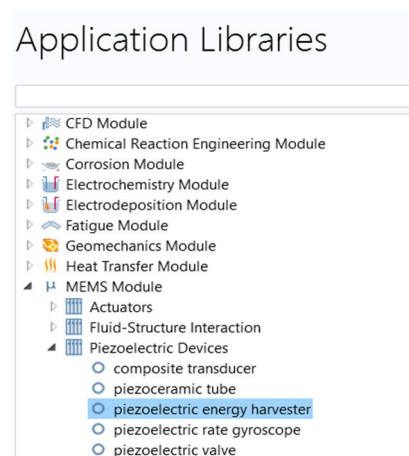 Application Libraries
CFD Module
Chemical Reaction Engineering Module
Corrosion Module
Electrochemistry Module
Electrodeposition Module
Fatigue Module
Geomechanics Module
Heat Transfer Module
MEMS Module
Actuators
Fluid-Structure Interaction
Piezoelectric Devices
composite transducer
piezoceramic tube
piezoelectric energy harvester
piezoelectric rate gyroscope
piezoelectric valve